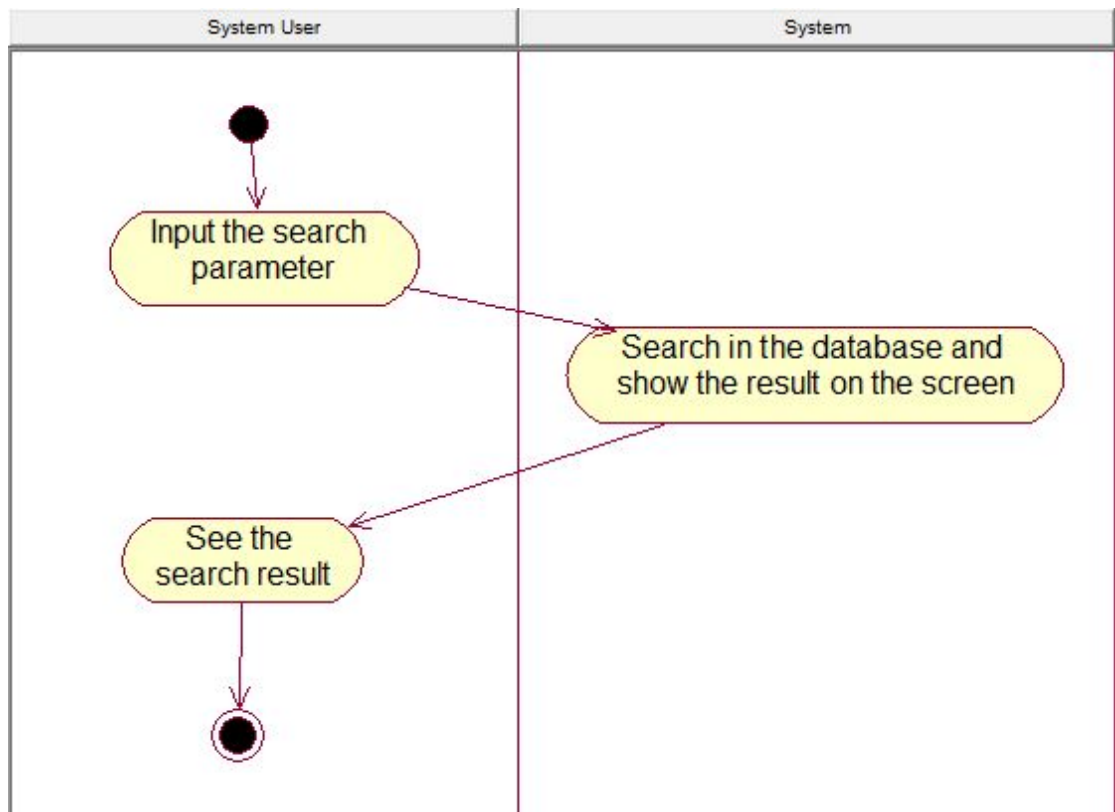 System User
System
Input the search
parameter
Search in the database and
show the result on the screen
See the
search result